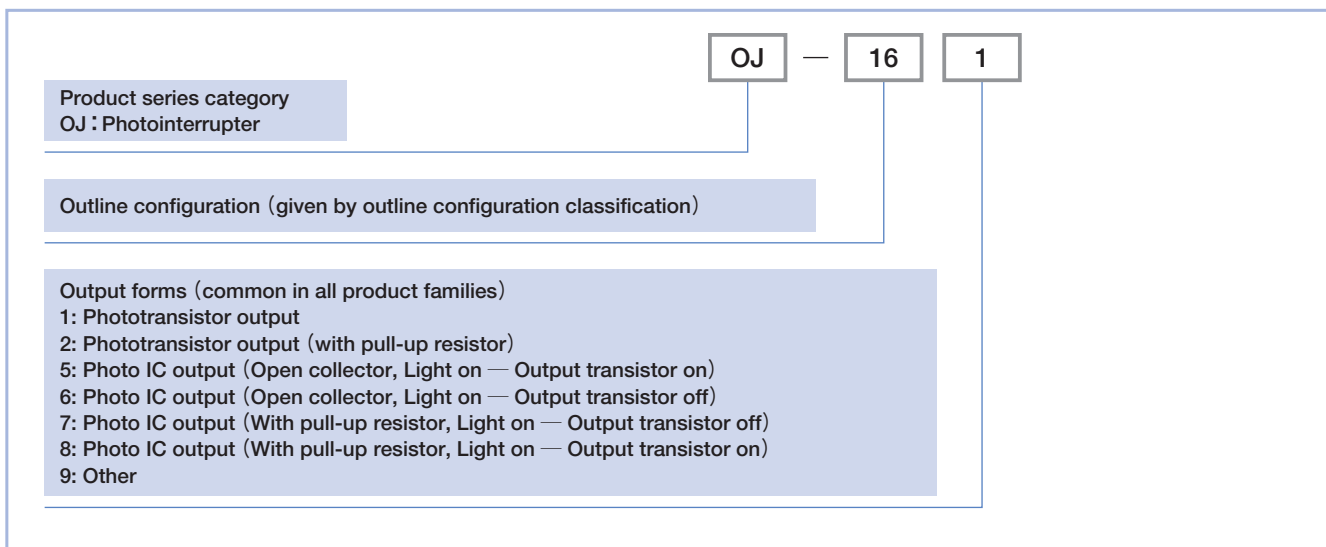 OJ — 16 1
Product series category
OJ：Photointerrupter
Outline configuration（given by outline configuration classification）
Output forms（common in all product families）
1: Phototransistor output
2: Phototransistor output（with pull-up resistor）
5: Photo IC output（Open collector, Light on — Output transistor on）
6: Photo IC output（Open collector, Light on — Output transistor off）
7: Photo IC output（With pull-up resistor, Light on — Output transistor off）
8: Photo IC output（With pull-up resistor, Light on — Output transistor on）
9: Other